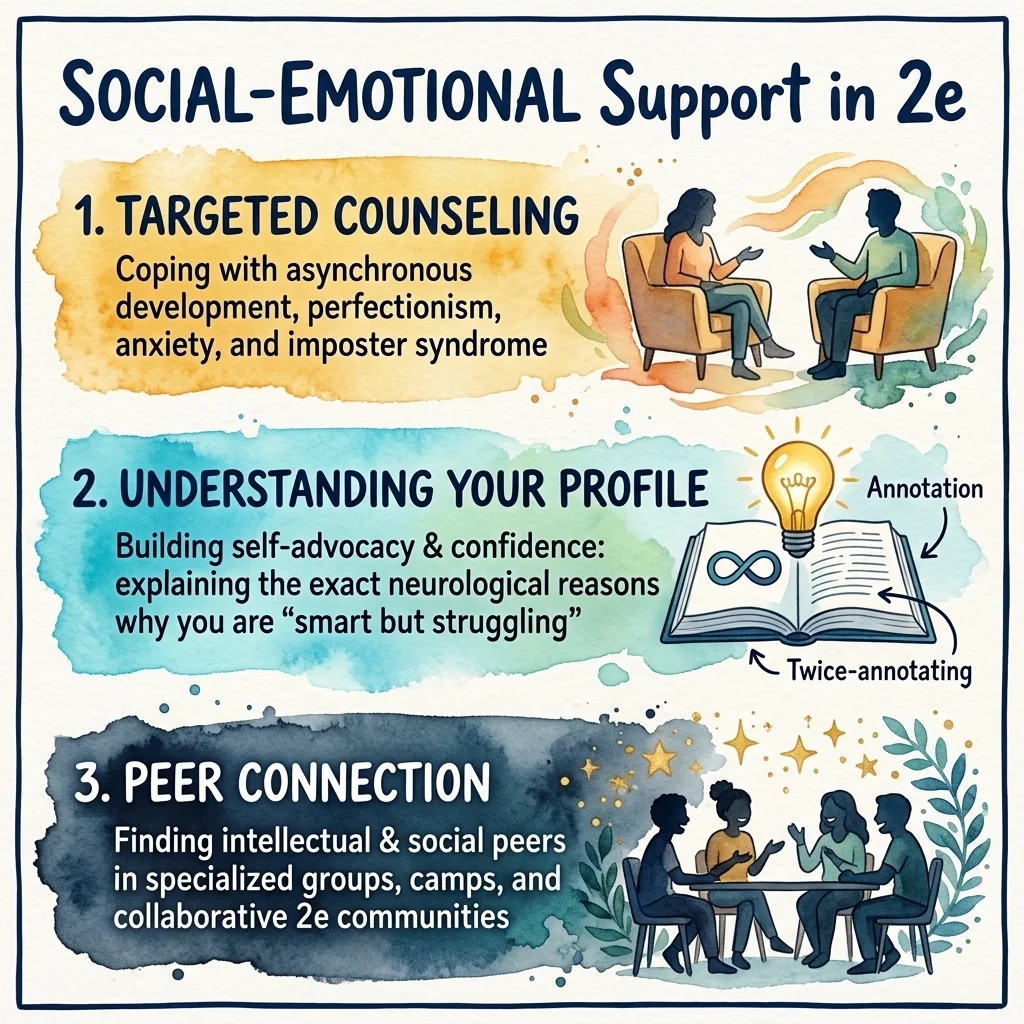 SOCIAL-EMOTIONAL Support in 2e
1. TARGETED COUNSELING
Coping with asynchronous
development, perfectionism,
anxiety, and imposter syndrome
2. UNDERSTANDING YOUR PROFILE
Building self-advocacy & confidence:
explaining the exact neurological reasons
why you are “smart but struggling”
Annotation
Twice-annotating
3. PEER CONNECTION
Finding intellectual & social peers
in specialized groups, camps, and
collaborative 2e communities